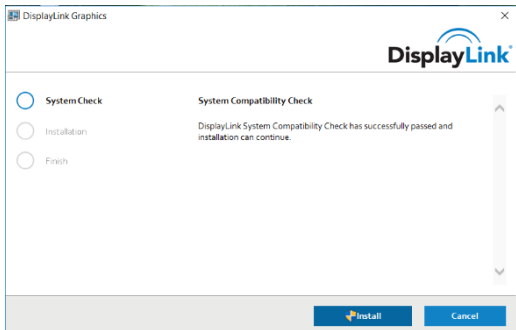 DisplayLink Graphics
DisplayLink
System Check
Installation
Finish
System Compatibility Check
DisplayLink System Compatibility Check has successfully passed and
installation can continue.
Install
Cancel